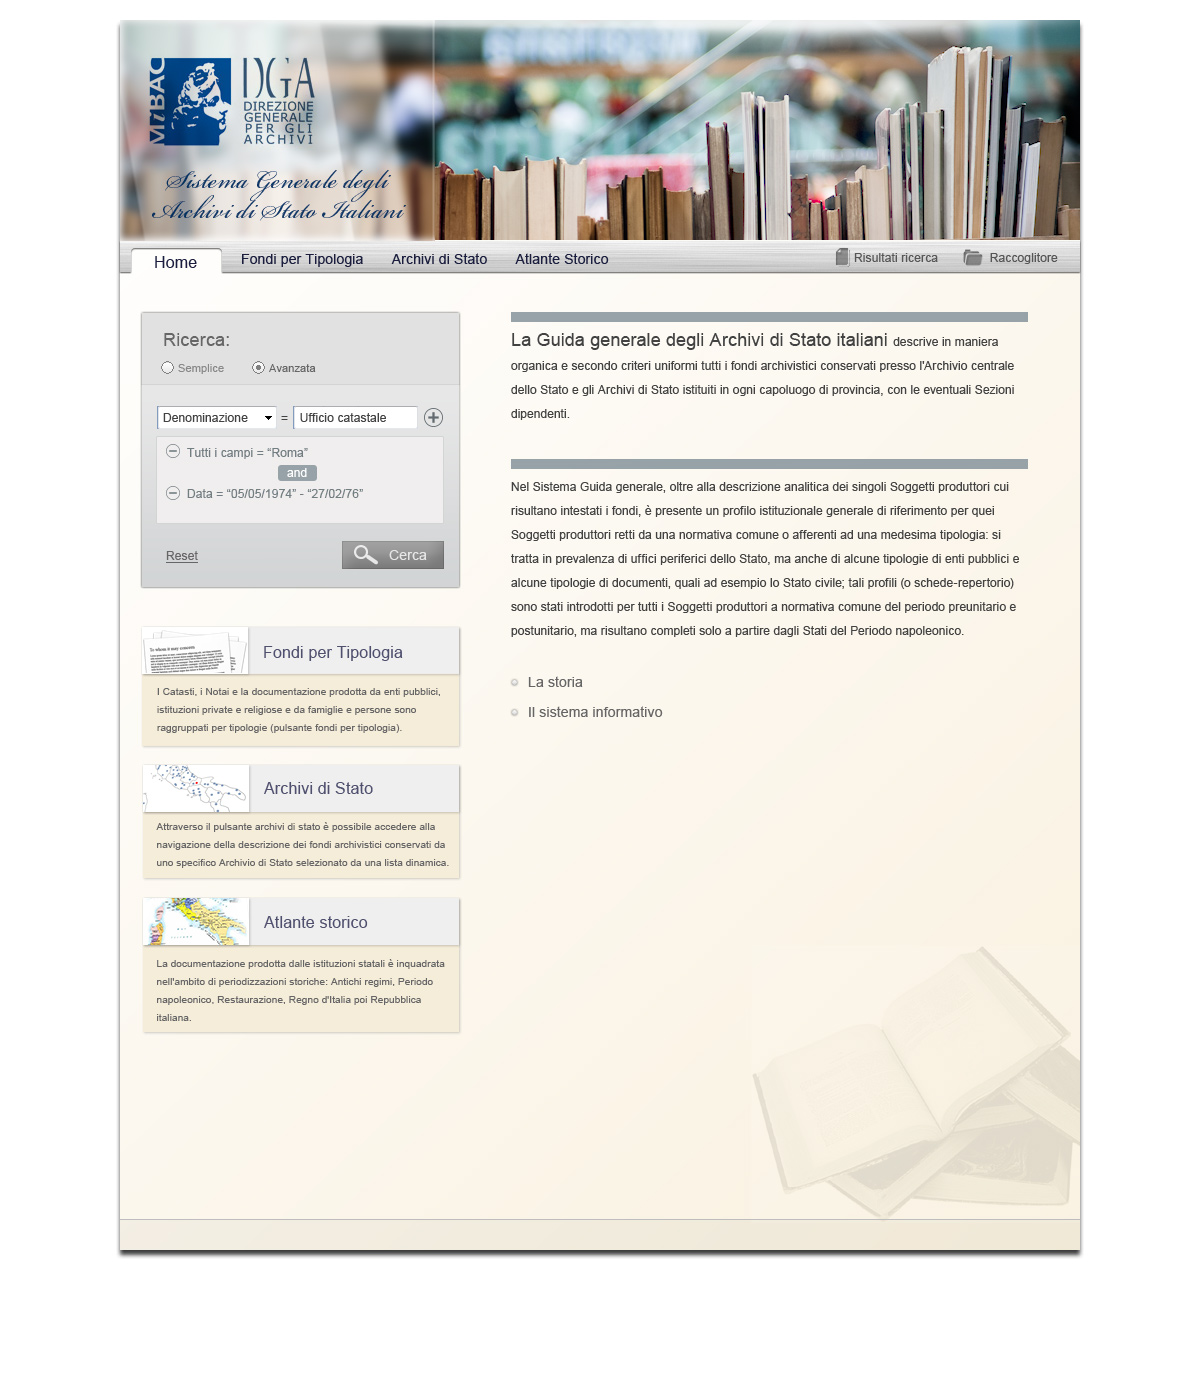 MiBAC
DGA
DIREZIONE
GENERALE
PER GLI
ARCHIVI
Sistema Generale degli
Archivi di Stato Italiani
Home
Fondi per Tipologia
Archivi di Stato
Atlante Storico
Risultati ricerca
Raccoglitore
Ricerca:
Semplice
Avanzata
Denominazione = Ufficio catastale
Tutti i campi = “Roma”
and
Data = “05/05/1974” - “27/02/76”
Reset
Cerca
Fondi per Tipologia
I Catasti, i Notai e la documentazione prodotta da enti pubblici,
istituzioni private e religiose e da famiglie e persone sono
raggruppati per tipologie (pulsante fondi per tipologia).
Archivi di Stato
Attraverso il pulsante archivi di stato è possibile accedere alla
navigazione della descrizione dei fondi archivistici conservati da
uno specifico Archivio di Stato selezionato da una lista dinamica.
Atlante storico
La documentazione prodotta dalle istituzioni statali è inquadrata
nell'ambito di periodizzazioni storiche: Antichi regimi, Periodo
napoleonico, Restaurazione, Regno d'Italia poi Repubblica
italiana.
La Guida generale degli Archivi di Stato italiani descrive in maniera
organica e secondo criteri uniformi tutti i fondi archivistici conservati presso l'Archivio centrale
dello Stato e gli Archivi di Stato istituiti in ogni capoluogo di provincia, con le eventuali Sezioni
dipendenti.
Nel Sistema Guida generale, oltre alla descrizione analitica dei singoli Soggetti produttori cui
risultano intestati i fondi, è presente un profilo istituzionale generale di riferimento per quei
Soggetti produttori retti da una normativa comune o afferenti ad una medesima tipologia: si
tratta in prevalenza di uffici periferici dello Stato, ma anche di alcune tipologie di enti pubblici e
alcune tipologie di documenti, quali ad esempio lo Stato civile; tali profili (o schede-repertorio)
sono stati introdotti per tutti i Soggetti produttori a normativa comune del periodo preunitario e
postunitario, ma risultano completi solo a partire dagli Stati del Periodo napoleonico.
La storia
Il sistema informativo